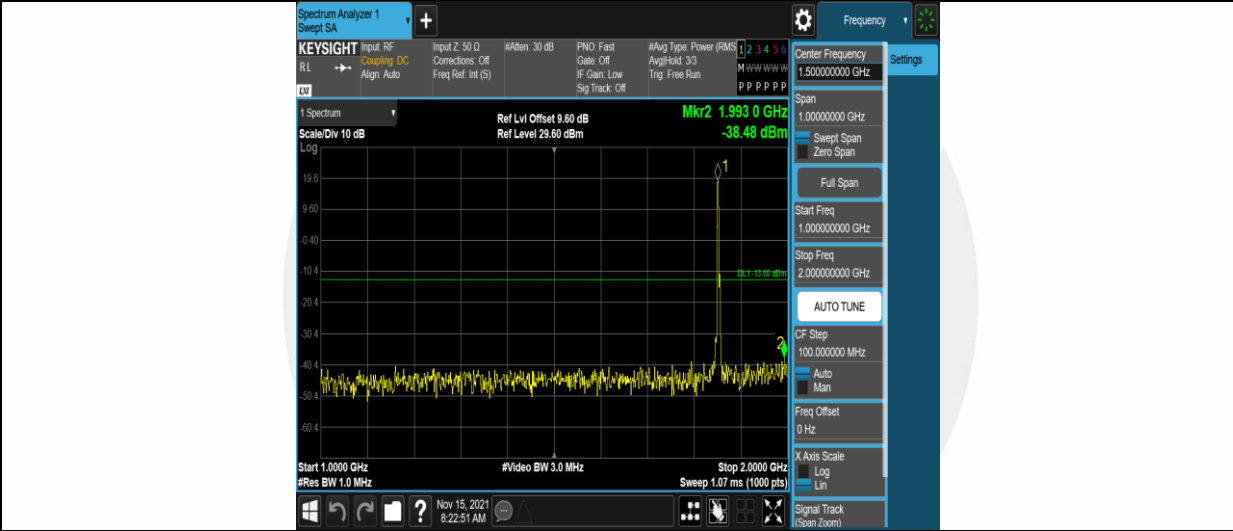 Spectrum Analyzer 1
Swept SA
Frequency
KEYSIGHT
RL
LXI
Input: RF
Coupling: DC
Align: Auto
Input Z: 50 Ω
Corrections: Off
Freq Ref: Int (S)
#Atten: 30 dB
PNO: Fast
Gate: Off
IF Gain: Low
Sig Track: Off
#Avg Type: Power (RMS
Avg|Hold: 3/3
Trig: Free Run
1 2 3 4 5 6
M W W W W W
P P P P P P
1 Spectrum
Scale/Div 10 dB
Ref Lvl Offset 9.60 dB
Ref Level 29.60 dBm
Mkr2 1.993 0 GHz
-38.48 dBm
Log
19.6
9.60
-0.40
-10.4
-20.4
-30.4
-40.4
-50.4
-60.4
1
DL1 -13.00 dBm
2
Start 1.0000 GHz
#Res BW 1.0 MHz
#Video BW 3.0 MHz
Stop 2.0000 GHz
Sweep 1.07 ms (1000 pts)
Nov 15, 2021
8:22:51 AM
Center Frequency
1.500000000 GHz
Settings
Span
1.00000000 GHz
Swept Span
Zero Span
Full Span
Start Freq
1.000000000 GHz
Stop Freq
2.000000000 GHz
AUTO TUNE
CF Step
100.000000 MHz
Auto
Man
Freq Offset
0 Hz
X Axis Scale
Log
Lin
Signal Track
(Span Zoom)